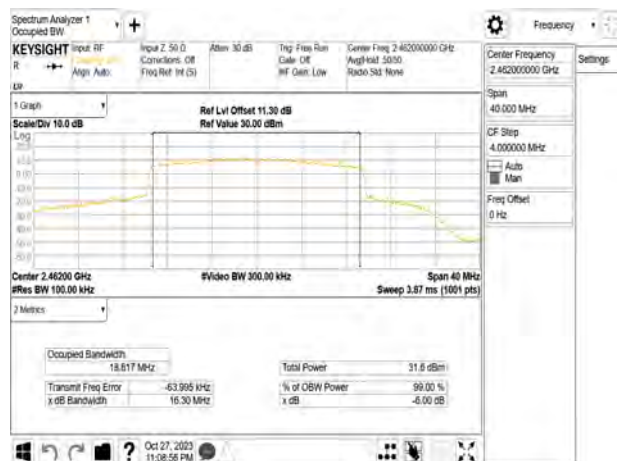 Spectrum Analyzer 1
Occupied BW
+
Frequency
KEYSIGHT
R
Input: RF
Align: Auto
Input Z: 50 Ω
Corrections: Off
Freq Ref: Int (S)
Atten: 30 dB
Trig: Free Run
Gate: Off
#IF Gain: Low
Center Freq: 2.462000000 GHz
Avg|Hold: 50/50
Radio Std: None
Center Frequency
2.462000000 GHz
Settings
Span
40.000 MHz
CF Step
4.000000 MHz
Auto
Man
Freq Offset
0 Hz
1 Graph
Scale/Div 10.0 dB
Ref Lvl Offset 11.30 dB
Ref Value 30.00 dBm
Log
Center 2.46200 GHz
#Res BW 100.00 kHz
#Video BW 300.00 kHz
Span 40 MHz
Sweep 3.87 ms (1001 pts)
2 Metrics
Occupied Bandwidth
Total Power
31.6 dBm
Transmit Freq Error
-63.995 kHz
% of OBW Power
99.00 %
x dB Bandwidth
16.30 MHz
x dB
-6.00 dB
?
Oct 27, 2023
11:08:56 PM